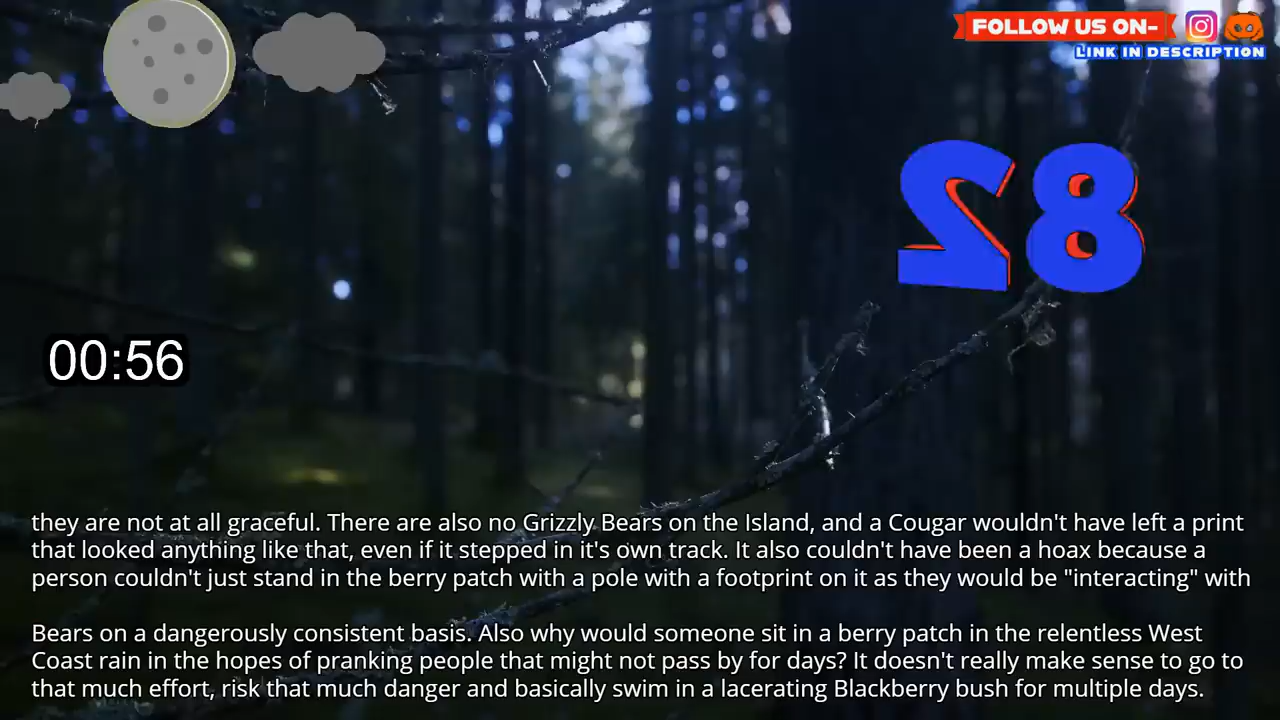 FOLLOW US ON-
LINK IN DESCRIPTION
28
00:56
they are not at all graceful. There are also no Grizzly Bears on the Island, and a Cougar wouldn't have left a print
that looked anything like that, even if it stepped in it's own track. It also couldn't have been a hoax because a
person couldn't just stand in the berry patch with a pole with a footprint on it as they would be "interacting" with
Bears on a dangerously consistent basis. Also why would someone sit in a berry patch in the relentless West
Coast rain in the hopes of pranking people that might not pass by for days? It doesn't really make sense to go to
that much effort, risk that much danger and basically swim in a lacerating Blackberry bush for multiple days.